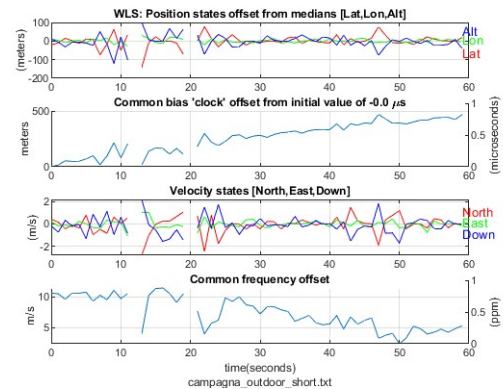 WLS: Position states offset from medians [Lat,Lon,Alt]
100
0
-100
-200
(meters)
Alt
Lon
Lat
0 10 20 30 40 50 60
Common bias 'clock' offset from initial value of -0.0 μs
500
0
meters
1
0.5
0
(microseconds)
0 10 20 30 40 50 60
Velocity states [North,East,Down]
2
0
-2
(m/s)
North
East
Down
0 10 20 30 40 50 60
Common frequency offset
10
5
m/s
1
0.5
0
(ppm)
0 10 20 30 40 50 60
time(seconds)
campagna_outdoor_short.txt